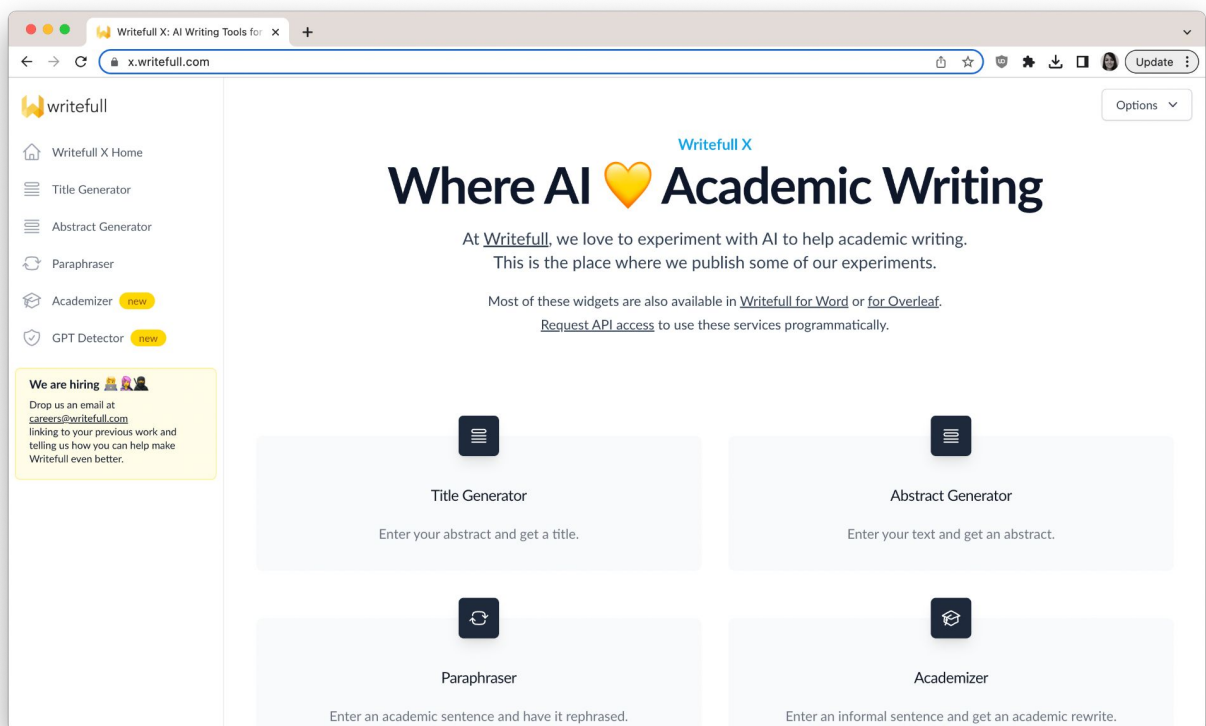 Writefull X: AI Writing Tools for
x.writefull.com
Update
writefull
Options
Writefull X Home
Title Generator
Abstract Generator
Paraphraser
Academizer new
GPT Detector new
We are hiring
Drop us an email at
careers@writefull.com
linking to your previous work and
telling us how you can help make
Writefull even better.
Writefull X
Where AI 💛 Academic Writing
At Writefull, we love to experiment with AI to help academic writing.
This is the place where we publish some of our experiments.
Most of these widgets are also available in Writefull for Word or for Overleaf.
Request API access to use these services programmatically.
Title Generator
Enter your abstract and get a title.
Abstract Generator
Enter your text and get an abstract.
Paraphraser
Enter an academic sentence and have it rephrased.
Academizer
Enter an informal sentence and get an academic rewrite.